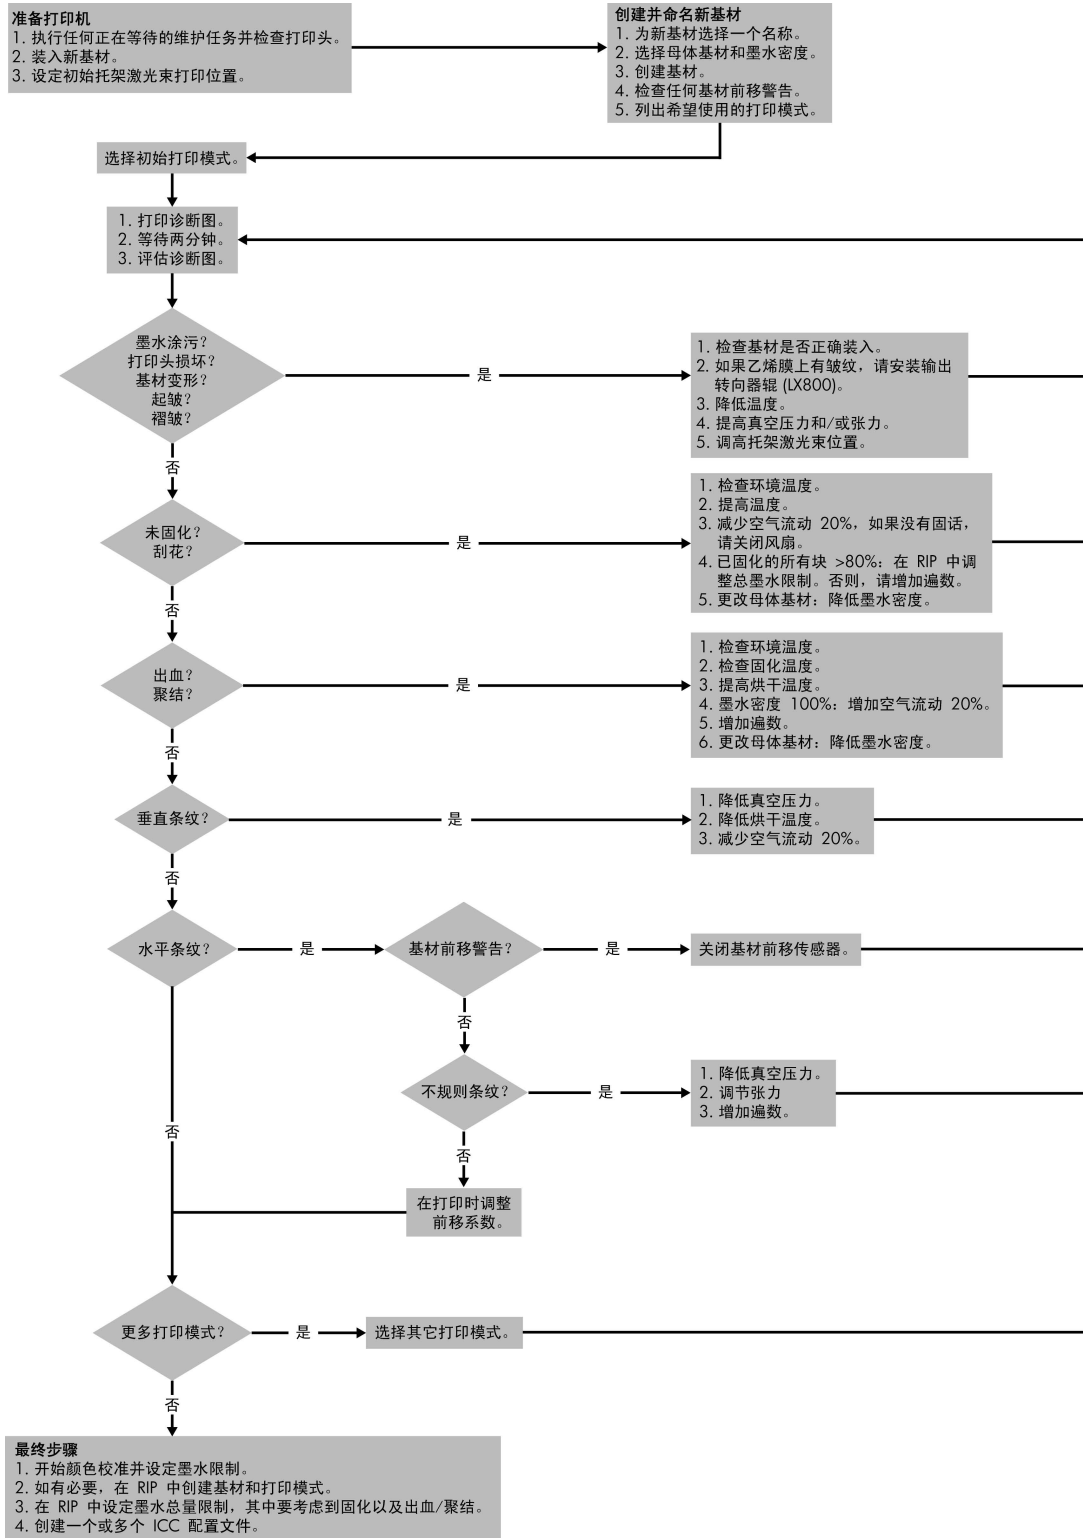 准备打印机
1. 执行任何正在等待的维护任务并检查打印头。
2. 装入新基材。
3. 设定初始托架激光束打印位置。
创建并命名新基材
1. 为新基材选择一个名称。
2. 选择母体基材和墨水密度。
3. 创建基材。
4. 检查任何基材前移警告。
5. 列出希望使用的打印模式。
选择初始打印模式。
1. 打印诊断图。
2. 等待两分钟。
3. 评估诊断图。
墨水涂污?
打印头损坏?
基材变形?
起皱?
褶皱?
是
1. 检查基材是否正确装入。
2. 如果乙烯膜上有皱纹，请安装输出
转向器辊 (LX800)。
3. 降低温度。
4. 提高真空压力和/或张力。
5. 调高托架激光束位置。
否
未固化?
刮花?
是
1. 检查环境温度。
2. 提高温度。
3. 减少空气流动 20%，如果没有固话，
请关闭风扇。
4. 已固化的所有块 >80%：在 RIP 中调
整总墨水限制。否则，请增加遍数。
5. 更改母体基材：降低墨水密度。
否
出血?
聚结?
是
1. 检查环境温度。
2. 检查固化温度。
3. 提高烘干温度。
4. 墨水密度 100%：增加空气流动 20%。
5. 增加遍数。
6. 更改母体基材：降低墨水密度。
否
垂直条纹?
是
1. 降低真空压力。
2. 降低烘干温度。
3. 减少空气流动 20%。
否
水平条纹?
是
基材前移警告?
是
关闭基材前移传感器。
否
不规则条纹?
是
1. 降低真空压力。
2. 调节张力
3. 增加遍数。
否
否
在打印时调整
前移系数。
更多打印模式?
是
选择其它打印模式。
否
最终步骤
1. 开始颜色校准并设定墨水限制。
2. 如有必要，在 RIP 中创建基材和打印模式。
3. 在 RIP 中设定墨水总量限制，其中要考虑到固化以及出血/聚结。
4. 创建一个或多个 ICC 配置文件。